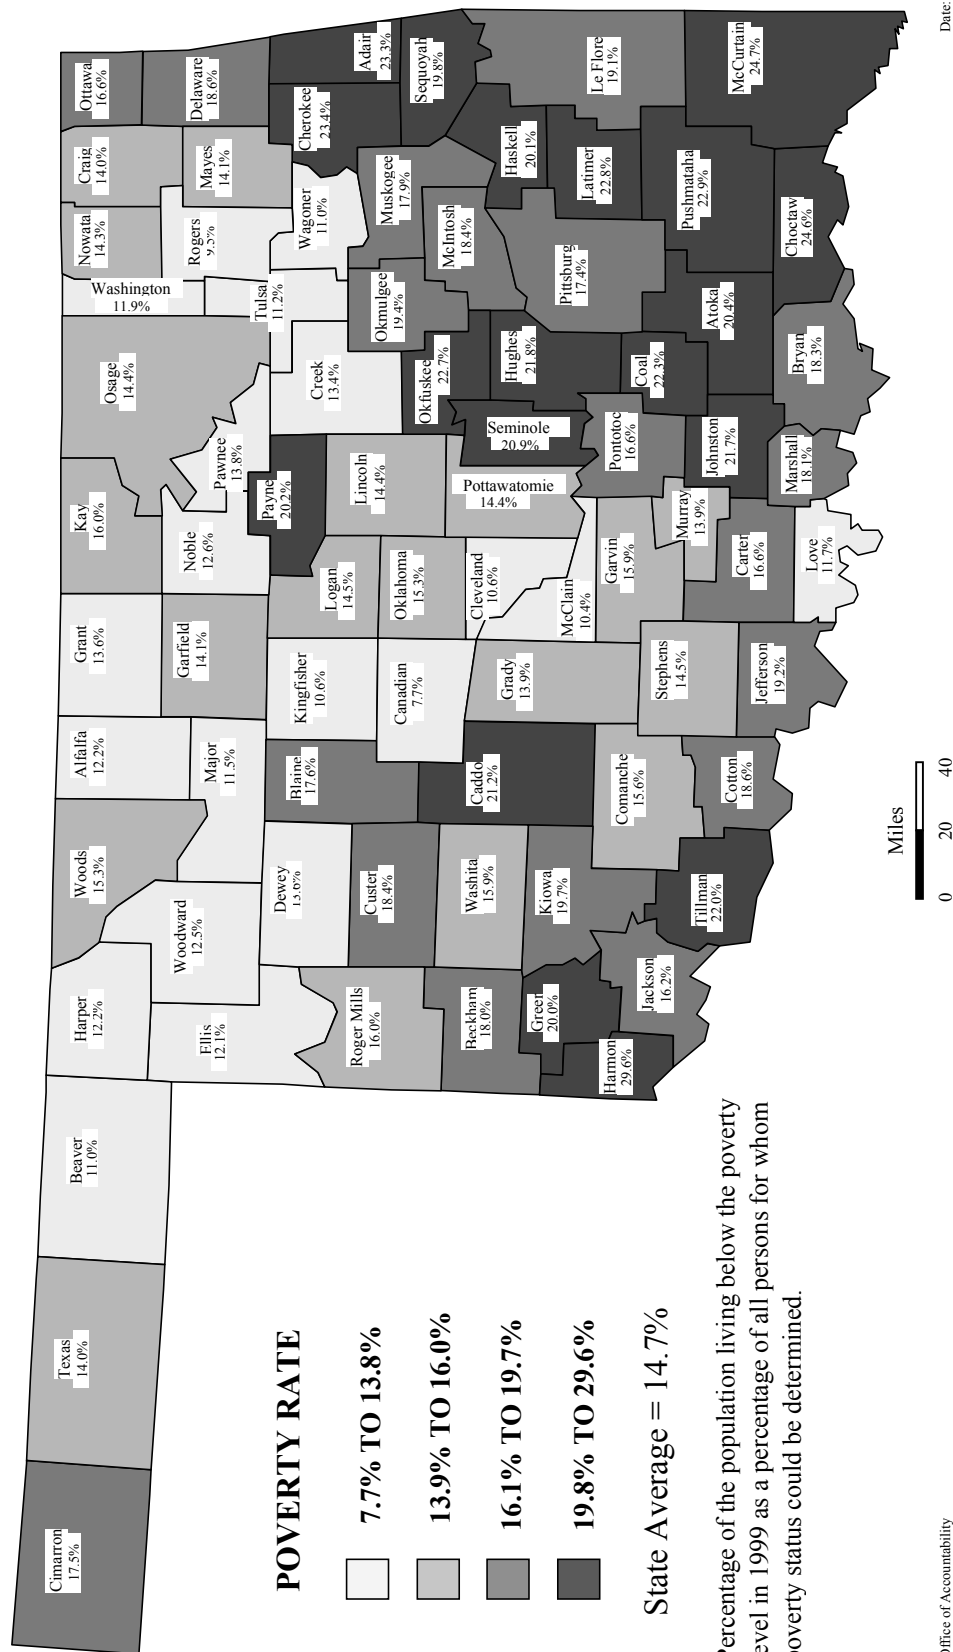 Cimarron
17.5%
Texas
14.0%
Beaver
11.0%
Harper
12.2%
Woods
15.3%
Alfalfa
12.2%
Grant
13.6%
Kay
16.0%
Osage
14.4%
Washington
11.9%
Nowata
14.3%
Craig
14.0%
Ottawa
16.6%
Ellis
12.1%
Woodward
12.5%
Major
11.5%
Garfield
14.1%
Noble
12.6%
Pawnee
13.8%
Rogers
9.5%
Mayes
14.1%
Delaware
18.6%
Dewey
13.6%
Blaine
17.6%
Kingfisher
10.6%
Logan
14.5%
Payne
20.2%
Creek
13.4%
Tulsa
11.2%
Wagoner
11.0%
Cherokee
23.4%
Adair
23.3%
Roger Mills
16.0%
Custer
18.4%
Canadian
7.7%
Oklahoma
15.3%
Lincoln
14.4%
Okfuskee
22.7%
Okmulgee
19.4%
Muskogee
17.9%
Sequoyah
19.8%
Beckham
18.0%
Washita
15.9%
Caddo
21.2%
Grady
13.9%
Cleveland
10.6%
McClain
10.4%
Pottawatomie
14.4%
Seminole
20.9%
Hughes
21.8%
McIntosh
18.4%
Haskell
20.1%
Greer
20.0%
Kiowa
19.7%
Comanche
15.6%
Stephens
14.5%
Garvin
15.9%
Pontotoc
16.6%
Coal
22.3%
Pittsburg
17.4%
Latimer
22.8%
Le Flore
19.1%
Harmon
29.6%
Jackson
16.2%
Tillman
22.0%
Cotton
18.6%
Jefferson
19.2%
Carter
16.6%
Murray
13.9%
Johnston
21.7%
Atoka
20.4%
Pushmataha
22.9%
McCurtain
24.7%
Love
11.7%
Marshall
18.1%
Bryan
18.3%
Choctaw
24.6%
POVERTY RATE
7.7% TO 13.8%
13.9% TO 16.0%
16.1% TO 19.7%
19.8% TO 29.6%
State Average = 14.7%
Percentage of the population living below the poverty
level in 1999 as a percentage of all persons for whom
poverty status could be determined.
Miles
0 20 40
Office of Accountability
Date: